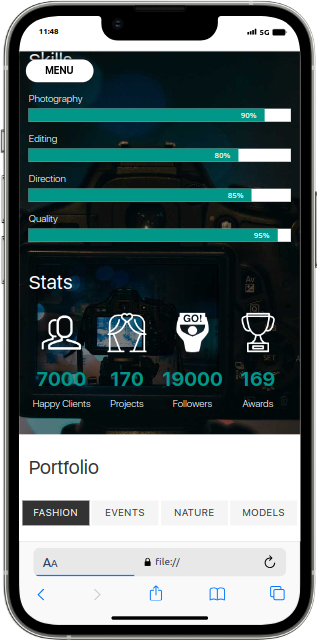 11:48
5G
Skills
MENU
Photography
90%
Editing
80%
Direction
85%
Quality
95%
Stats
GO!
7000 170 19000 169
Happy Clients Projects Followers Awards
Portfolio
FASHION EVENTS NATURE MODELS
AA file://